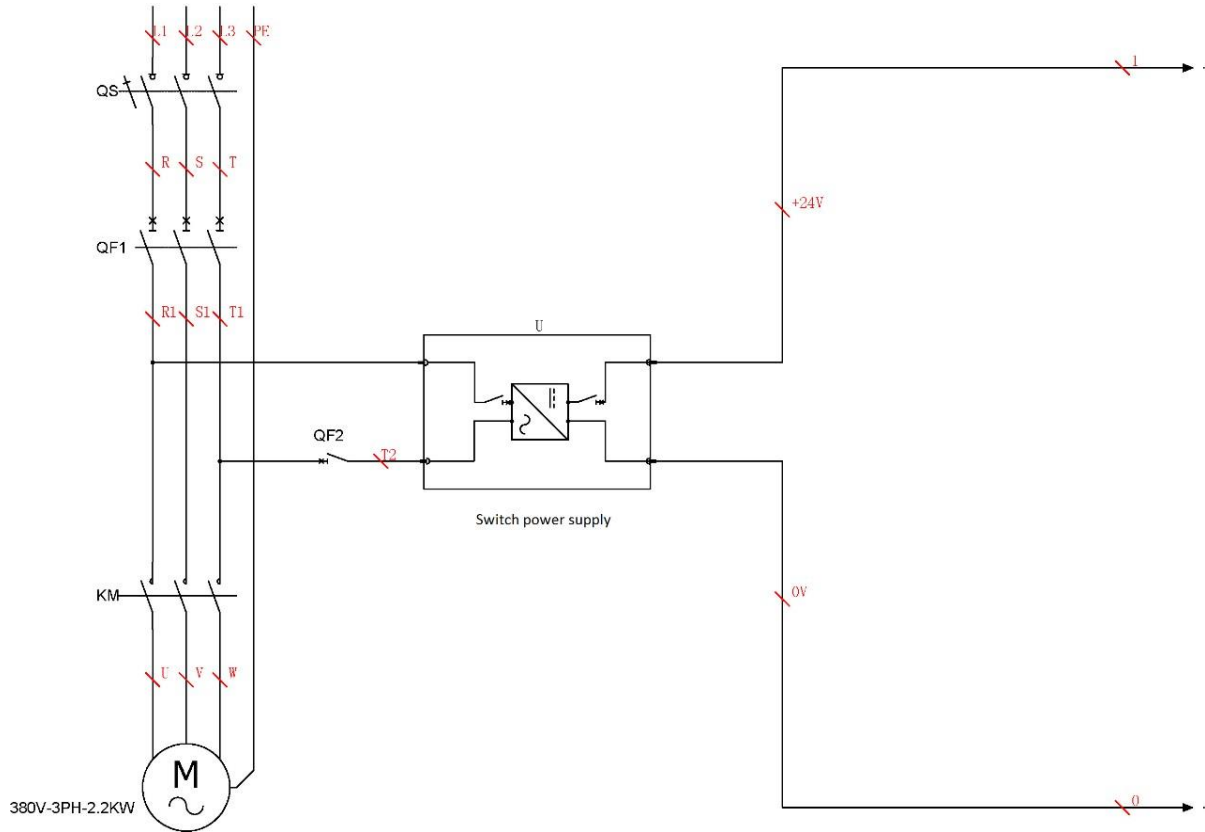 L1 L2 L3 PE
1
QS
R S T
+24V
QF1
R1 S1 T1
U
QF2
T2
Switch power supply
KM
0V
U V W
M
380V-3PH-2.2KW
0